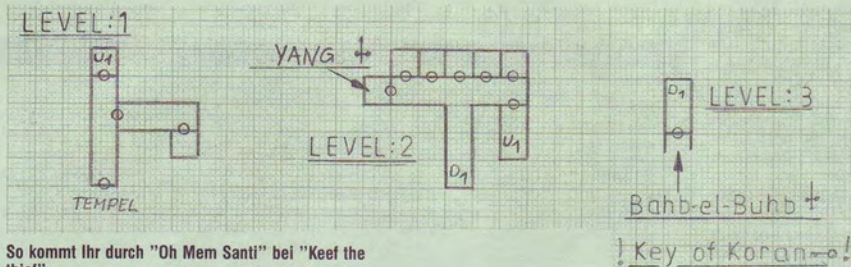 LEVEL:1
U1
TEMPEL
YANG
LEVEL:2
D1
U1
D1
LEVEL:3
Bahb-el-Buhb
! Key of Koran !
So kommt Ihr durch "Oh Mem Santi" bei "Keef the
thief"